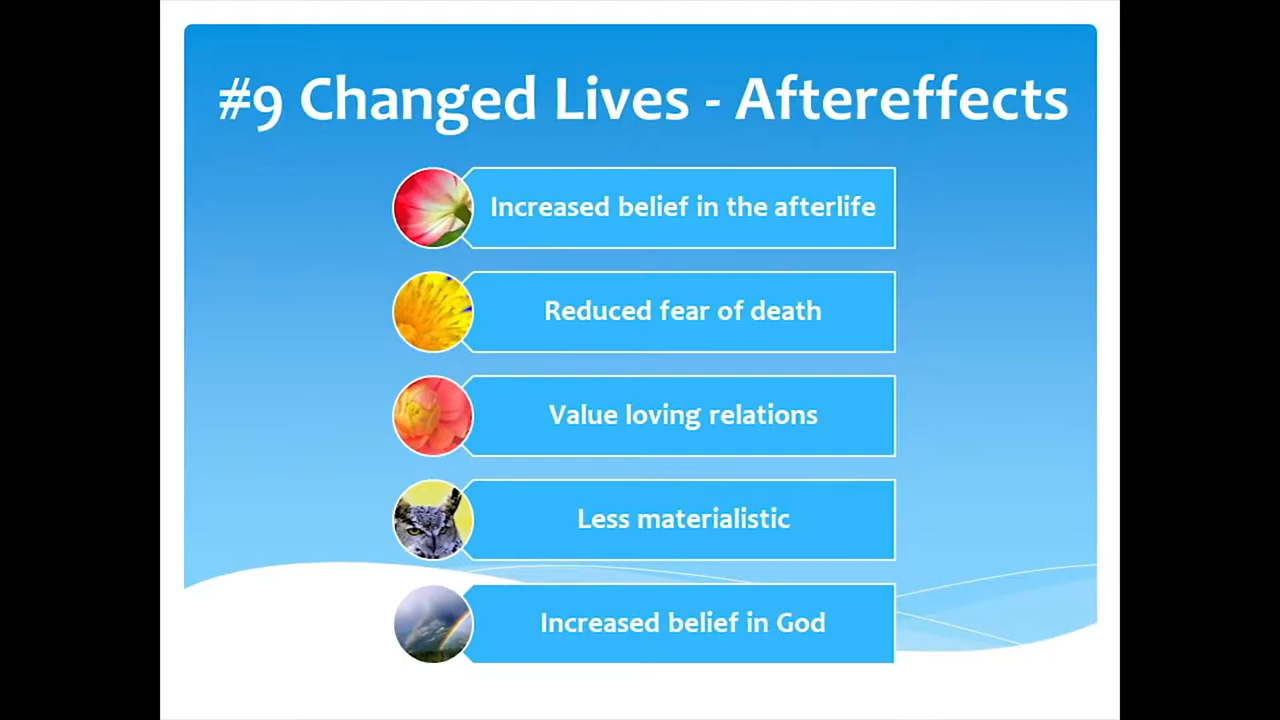 #9 Changed Lives - Aftereffects
Increased belief in the afterlife
Reduced fear of death
Value loving relations
Less materialistic
Increased belief in God